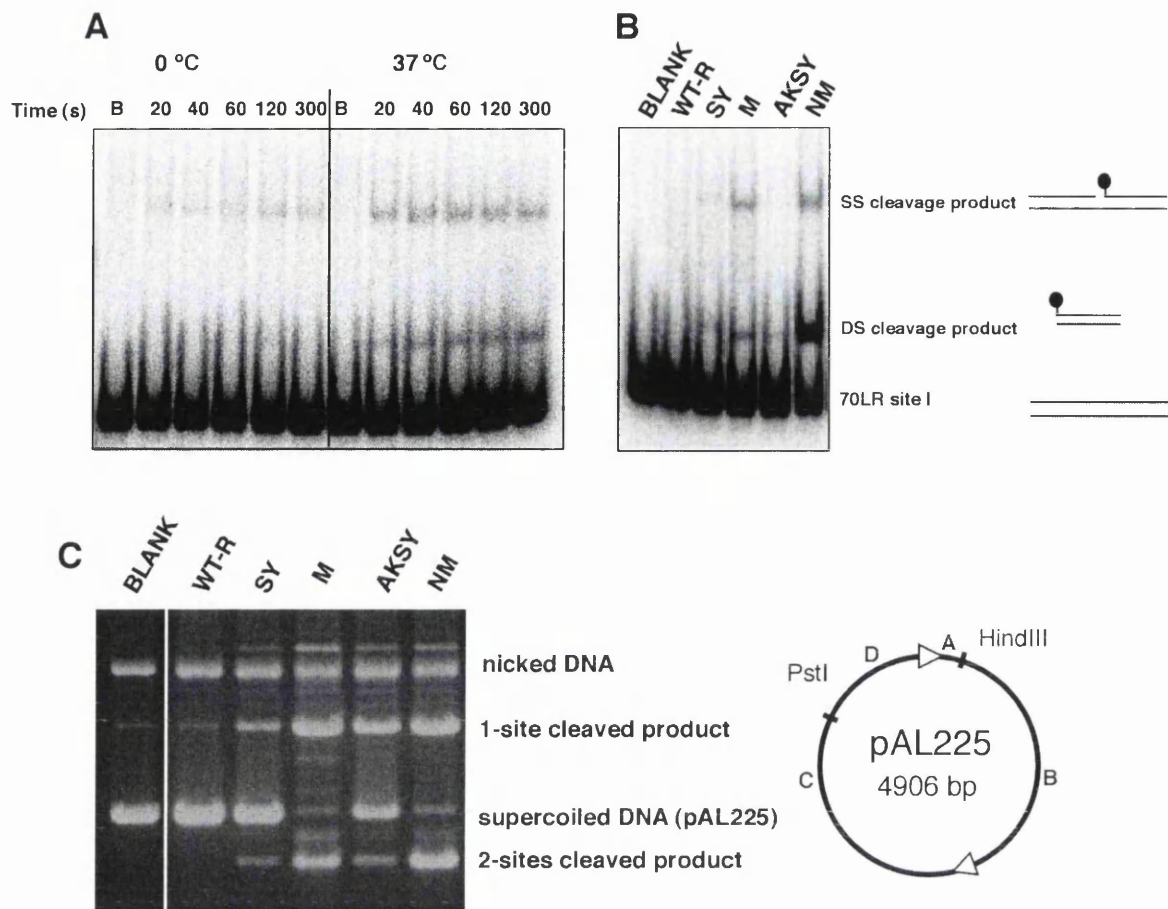 A
0 °C
37 °C
Time (s) B 20 40 60 120 300 B 20 40 60 120 300
B
BLANK
WT-R
SY
M
AKSY
NM
SS cleavage product
DS cleavage product
70LR site I
C
BLANK
WT-R
SY
M
AKSY
NM
nicked DNA
1-site cleaved product
supercoiled DNA (pAL225)
2-sites cleaved product
D
A
HindIII
PstI
pAL225
4906 bp
C
B